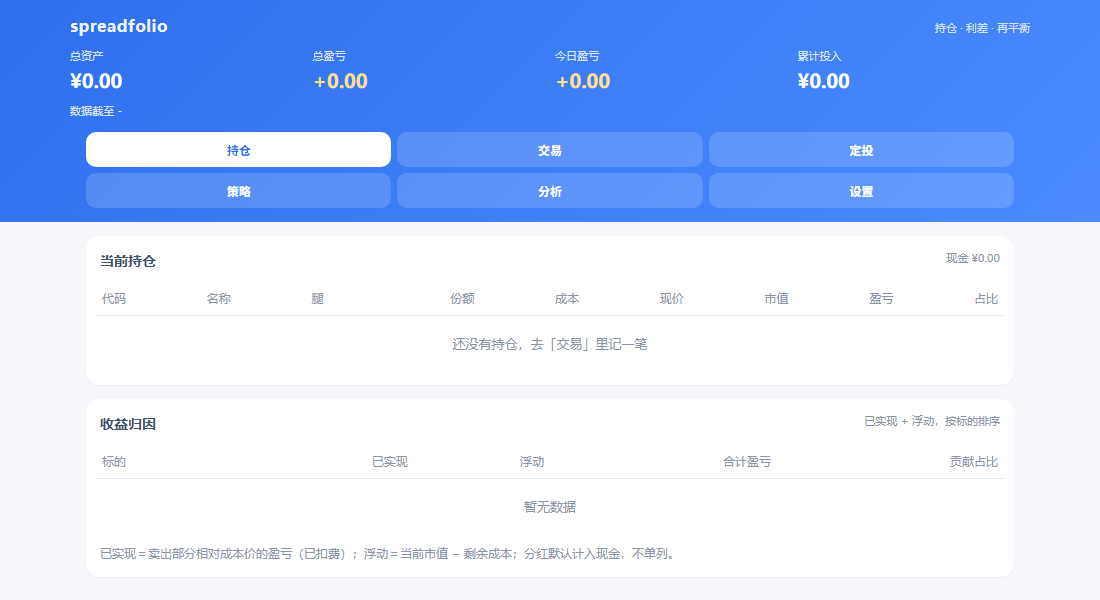 spreadfolio
持仓 · 利差 · 再平衡
总资产 总盈亏 今日盈亏 累计投入
¥0.00 +0.00 +0.00 ¥0.00
数据截至 -
持仓 交易 定投
策略 分析 设置
当前持仓 现金 ¥0.00
代码 名称 腿 份额 成本 现价 市值 盈亏 占比
还没有持仓，去「交易」里记一笔
收益归因 已实现 + 浮动，按标的排序
标的 已实现 浮动 合计盈亏 贡献占比
暂无数据
已实现＝卖出部分相对成本价的盈亏（已扣费）；浮动＝当前市值 − 剩余成本；分红默认计入现金，不单列。